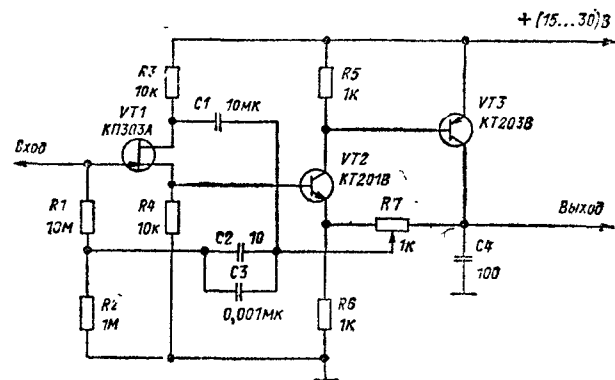 +(15...30)В
R3
10к
C1
10мк
R5
1к
VT3
КТ203В
VT1
КП303А
Вход
VT2
КТ201В
R7
1к
Выход
R1
10М
R4
10к
C2
10
C3
0,001мк
C4
100
R2
1М
R6
1к